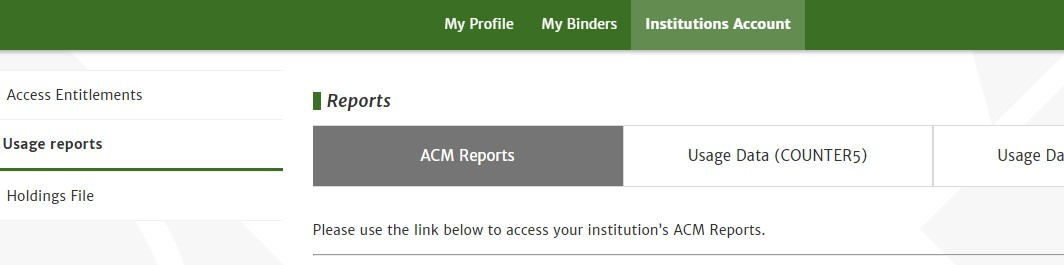 My Profile My Binders Institutions Account
Access Entitlements
Usage reports
Holdings File
Reports
ACM Reports Usage Data (COUNTER5) Usage
Please use the link below to access your institution’s ACM Reports.